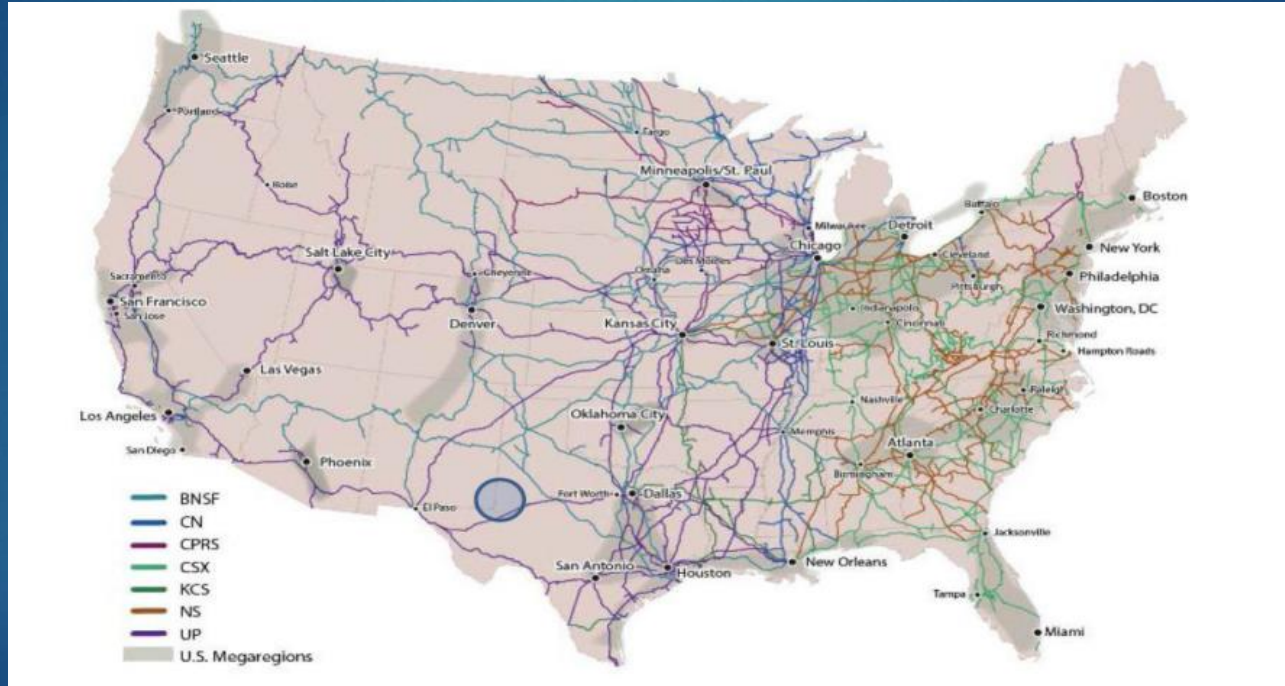 Seattle
Portland
Fargo
Boise
Minneapolis/St. Paul
Boston
Buffalo
Milwaukee
Detroit
New York
Chicago
Cleveland
Salt Lake City
Des Moines
Philadelphia
Sacramento
Cheyenne
Omaha
Pittsburgh
San Francisco
Indianapolis
Washington, DC
San Jose
Denver
Kansas City
Cincinnati
St. Louis
Richmond
Hampton Roads
Las Vegas
Raleigh
Nashville
Los Angeles
Oklahoma City
Charlotte
Memphis
Atlanta
San Diego
Phoenix
Birmingham
Fort Worth
Dallas
El Paso
Jacksonville
San Antonio
Houston
New Orleans
Tampa
Miami
BNSF
CN
CPRS
CSX
KCS
NS
UP
U.S. Megaregions